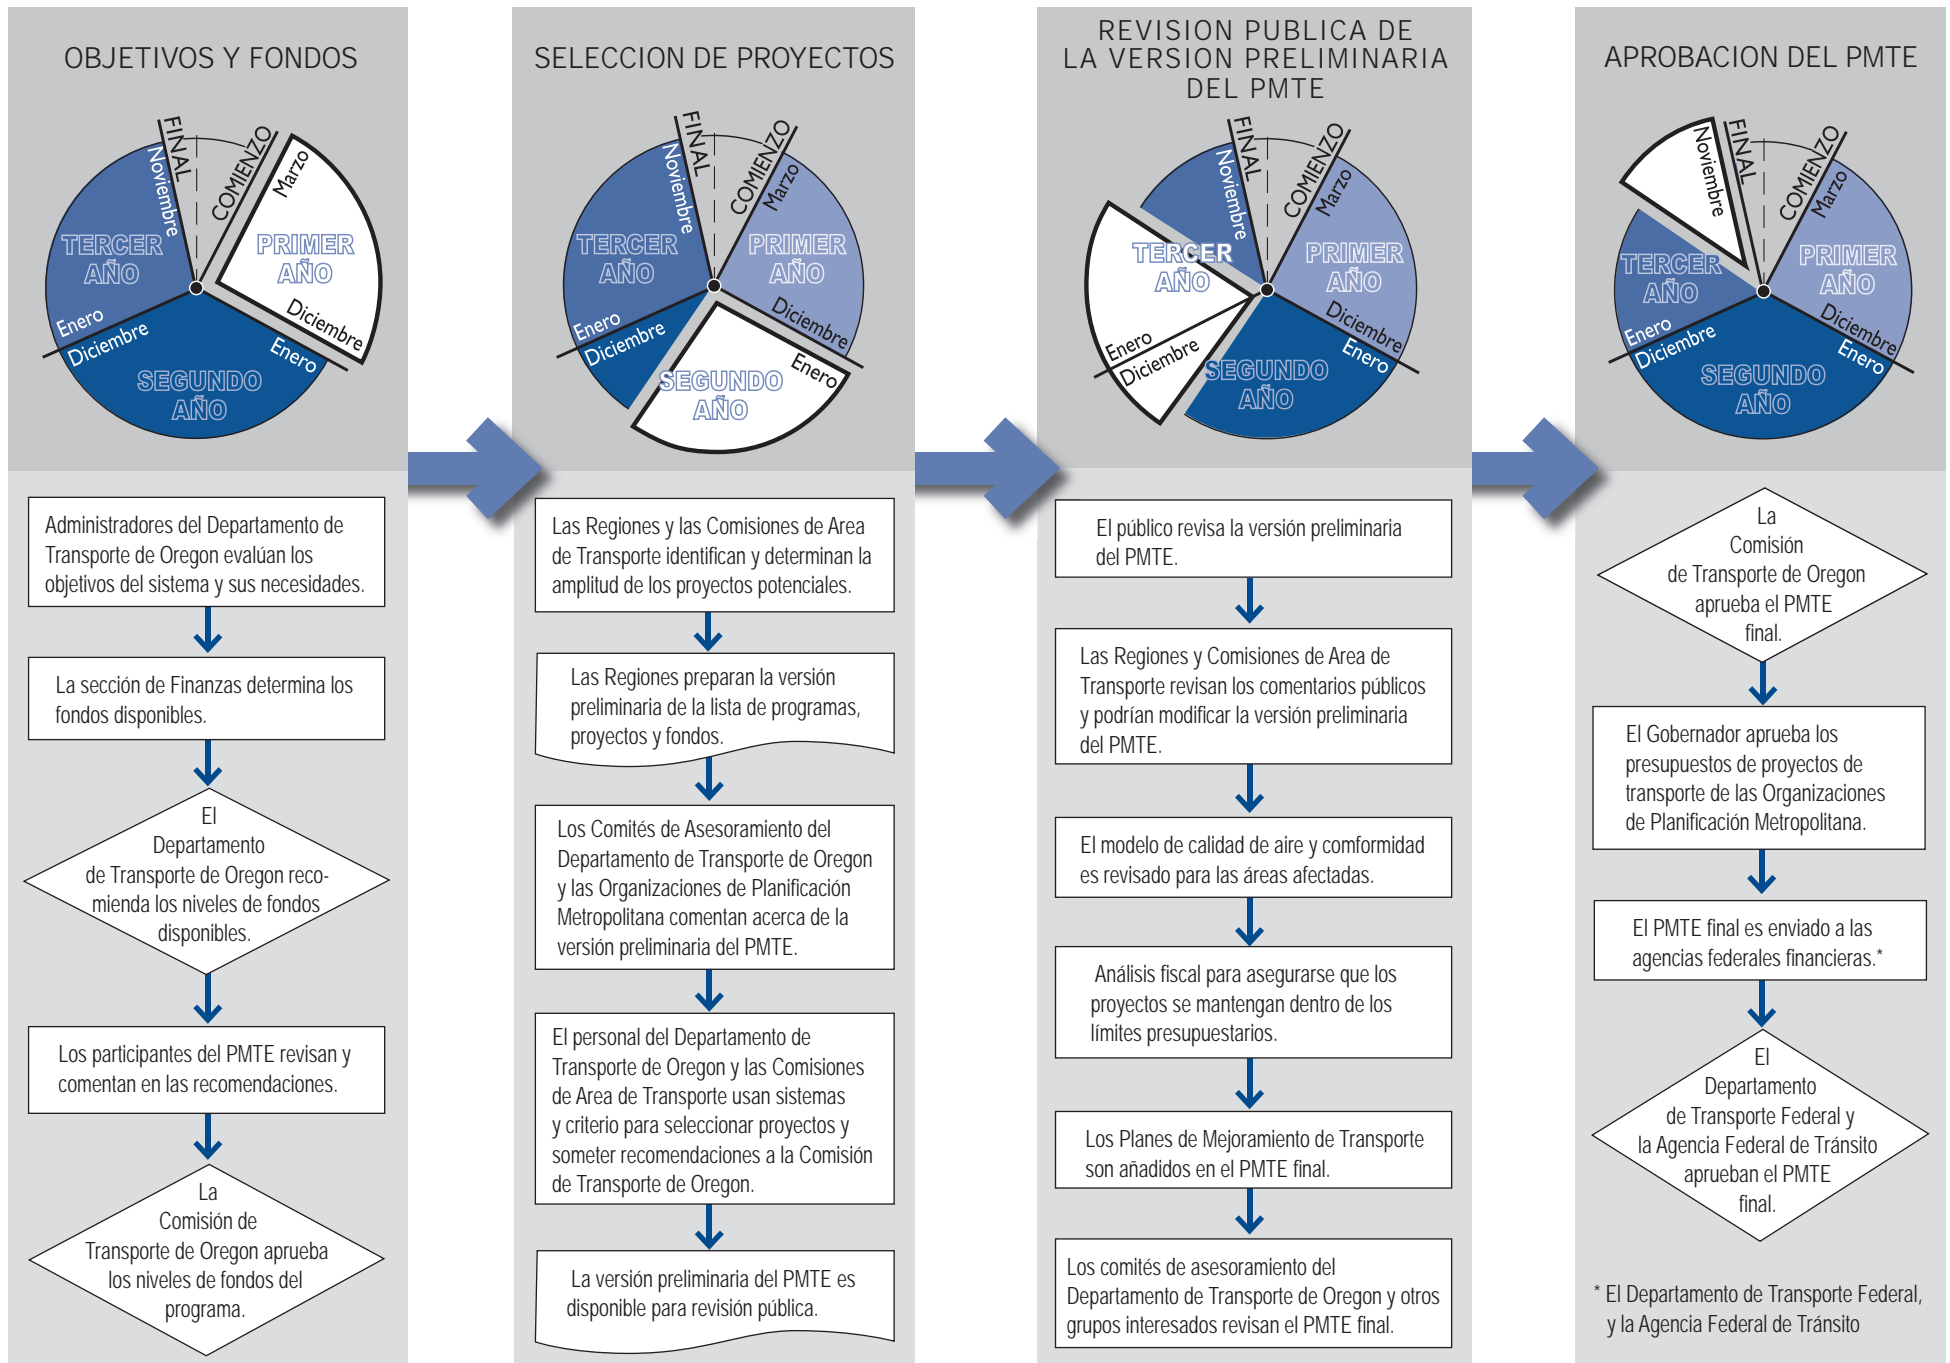 OBJETIVOS Y FONDOS
FINAL
COMIENZO
Noviembre
Marzo
TERCER
AÑO
PRIMER
AÑO
Enero
Diciembre
Diciembre
Enero
SEGUNDO
AÑO
Administradores del Departamento de
Transporte de Oregon evalúan los
objetivos del sistema y sus necesidades.
La sección de Finanzas determina los
fondos disponibles.
El
Departamento
de Transporte de Oregon reco-
mienda los niveles de fondos
disponibles.
Los participantes del PMTE revisan y
comentan en las recomendaciones.
La
Comisión de
Transporte de Oregon aprueba
los niveles de fondos del
programa.
SELECCION DE PROYECTOS
FINAL
COMIENZO
Noviembre
Marzo
TERCER
AÑO
PRIMER
AÑO
Enero
Diciembre
Diciembre
Enero
SEGUNDO
AÑO
Las Regiones y las Comisiones de Area
de Transporte identifican y determinan la
amplitud de los proyectos potenciales.
Las Regiones preparan la versión
preliminaria de la lista de programas,
proyectos y fondos.
Los Comités de Asesoramiento del
Departamento de Transporte de Oregon
y las Organizaciones de Planificación
Metropolitana comentan acerca de la
versión preliminaria del PMTE.
El personal del Departamento de
Transporte de Oregon y las Comisiones
de Area de Transporte usan sistemas
y criterio para seleccionar proyectos y
someter recomendaciones a la Comisión
de Transporte de Oregon.
La versión preliminaria del PMTE es
disponible para revisión pública.
REVISION PUBLICA DE
LA VERSION PRELIMINARIA
DEL PMTE
FINAL
COMIENZO
Noviembre
Marzo
TERCER
AÑO
PRIMER
AÑO
Enero
Diciembre
Diciembre
Enero
SEGUNDO
AÑO
El público revisa la versión preliminaria
del PMTE.
Las Regiones y Comisiones de Area de
Transporte revisan los comentarios públicos
y podrían modificar la versión preliminaria
del PMTE.
El modelo de calidad de aire y comformidad
es revisado para las áreas afectadas.
Análisis fiscal para asegurarse que los
proyectos se mantengan dentro de los
límites presupuestarios.
Los Planes de Mejoramiento de Transporte
son añadidos en el PMTE final.
Los comités de asesoramiento del
Departamento de Transporte de Oregon y otros
grupos interesados revisan el PMTE final.
APROBACION DEL PMTE
FINAL
COMIENZO
Noviembre
Marzo
TERCER
AÑO
PRIMER
AÑO
Enero
Diciembre
Diciembre
Enero
SEGUNDO
AÑO
La
Comisión
de Transporte de Oregon
aprueba el PMTE
final.
El Gobernador aprueba los
presupuestos de proyectos de
transporte de las Organizaciones
de Planificación Metropolitana.
El PMTE final es enviado a las
agencias federales financieras.*
El
Departamento
de Transporte Federal y
la Agencia Federal de Tránsito
aprueban el PMTE
final.
* El Departamento de Transporte Federal,
y la Agencia Federal de Tránsito